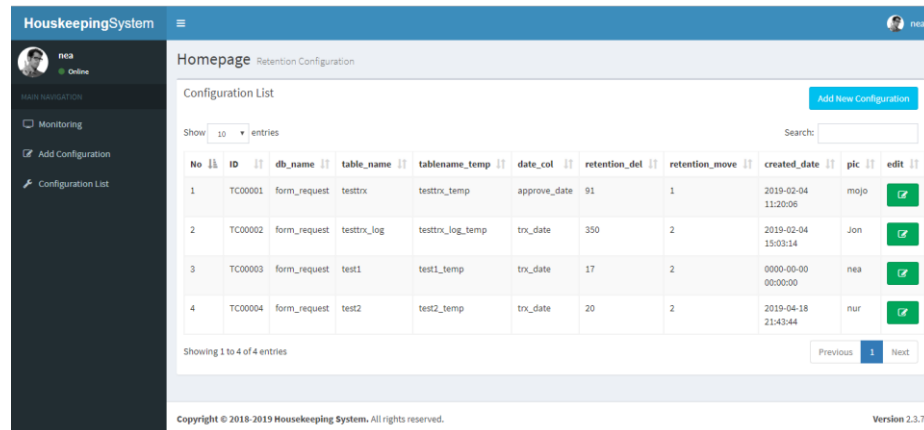 HouskeepingSystem
nea
nea
Online
MAIN NAVIGATION
Monitoring
Add Configuration
Configuration List
Homepage Retention Configuration
Configuration List
Add New Configuration
Show 10 entries
Search:
No ID db_name table_name tablename_temp date_col retention_del retention_move created_date pic edit
1 TC00001 form_request testtrx testtrx_temp approve_date 91 1 2019-02-04 11:20:06 mojo
2 TC00002 form_request testtrx_log testtrx_log_temp trx_date 350 2 2019-02-04 15:03:14 Jon
3 TC00003 form_request test1 test1_temp trx_date 17 2 0000-00-00 00:00:00 nea
4 TC00004 form_request test2 test2_temp trx_date 20 2 2019-04-18 21:43:44 nur
Showing 1 to 4 of 4 entries
Previous 1 Next
Copyright © 2018-2019 Housekeeping System. All rights reserved.
Version 2.3.7